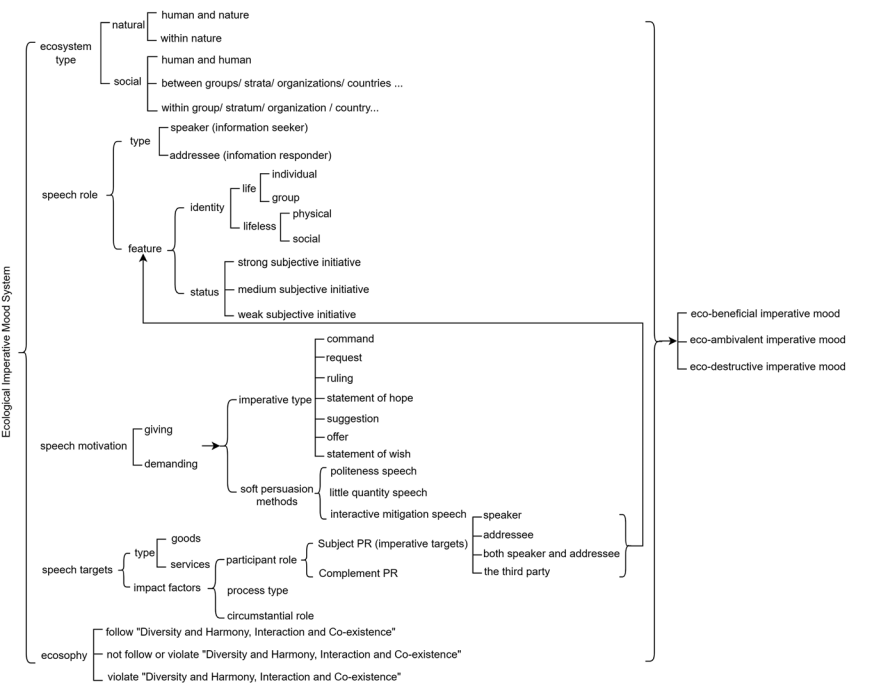 Ecological Imperative Mood System
ecosystem
type
natural
human and nature
within nature
social
human and human
between groups/ strata/ organizations/ countries ...
within group/ stratum/ organization / country...
speech role
type
speaker (information seeker)
addressee (infomation responder)
feature
identity
life
individual
group
lifeless
physical
social
status
strong subjective initiative
medium subjective initiative
weak subjective initiative
speech motivation
giving
demanding
imperative type
command
request
ruling
statement of hope
suggestion
offer
statement of wish
soft persuasion
methods
politeness speech
little quantity speech
interactive mitigation speech
speech targets
type
goods
services
impact factors
participant role
Subject PR (imperative targets)
speaker
addressee
both speaker and addressee
the third party
Complement PR
process type
circumstantial role
ecosophy
follow "Diversity and Harmony, Interaction and Co-existence"
not follow or violate "Diversity and Harmony, Interaction and Co-existence"
violate "Diversity and Harmony, Interaction and Co-existence"
eco-beneficial imperative mood
eco-ambivalent imperative mood
eco-destructive imperative mood